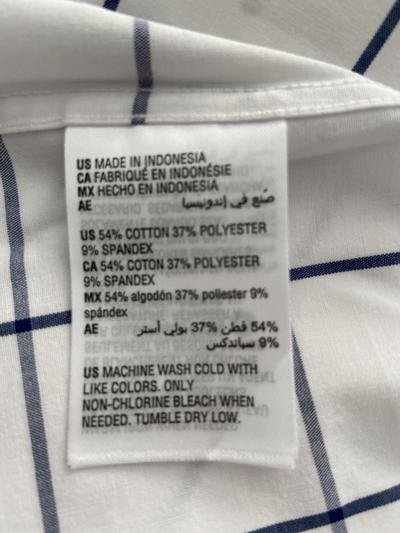 US MADE IN INDONESIA
CA FABRIQUÉ EN INDONÉSIE
MX HECHO EN INDONESIA
AE صنع في إندونيسيا
US 54% COTTON 37% POLYESTER
9% SPANDEX
CA 54% COTON 37% POLYESTER
9% SPANDEX
MX 54% algodón 37% poliester 9%
spándex
AE 54% قطن 37% بولی أستر
9% سباندكس
US MACHINE WASH COLD WITH
LIKE COLORS. ONLY
NON-CHLORINE BLEACH WHEN
NEEDED. TUMBLE DRY LOW.